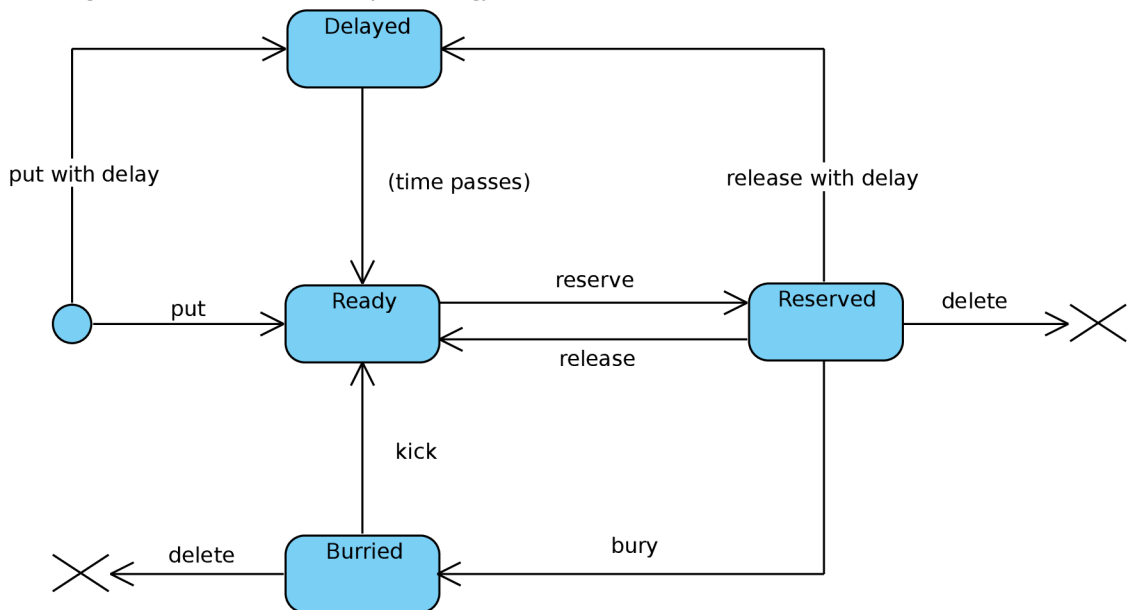 Delayed
put with delay
(time passes)
release with delay
reserve
Ready
Reserved
delete
put
release
kick
bury
delete
Burried